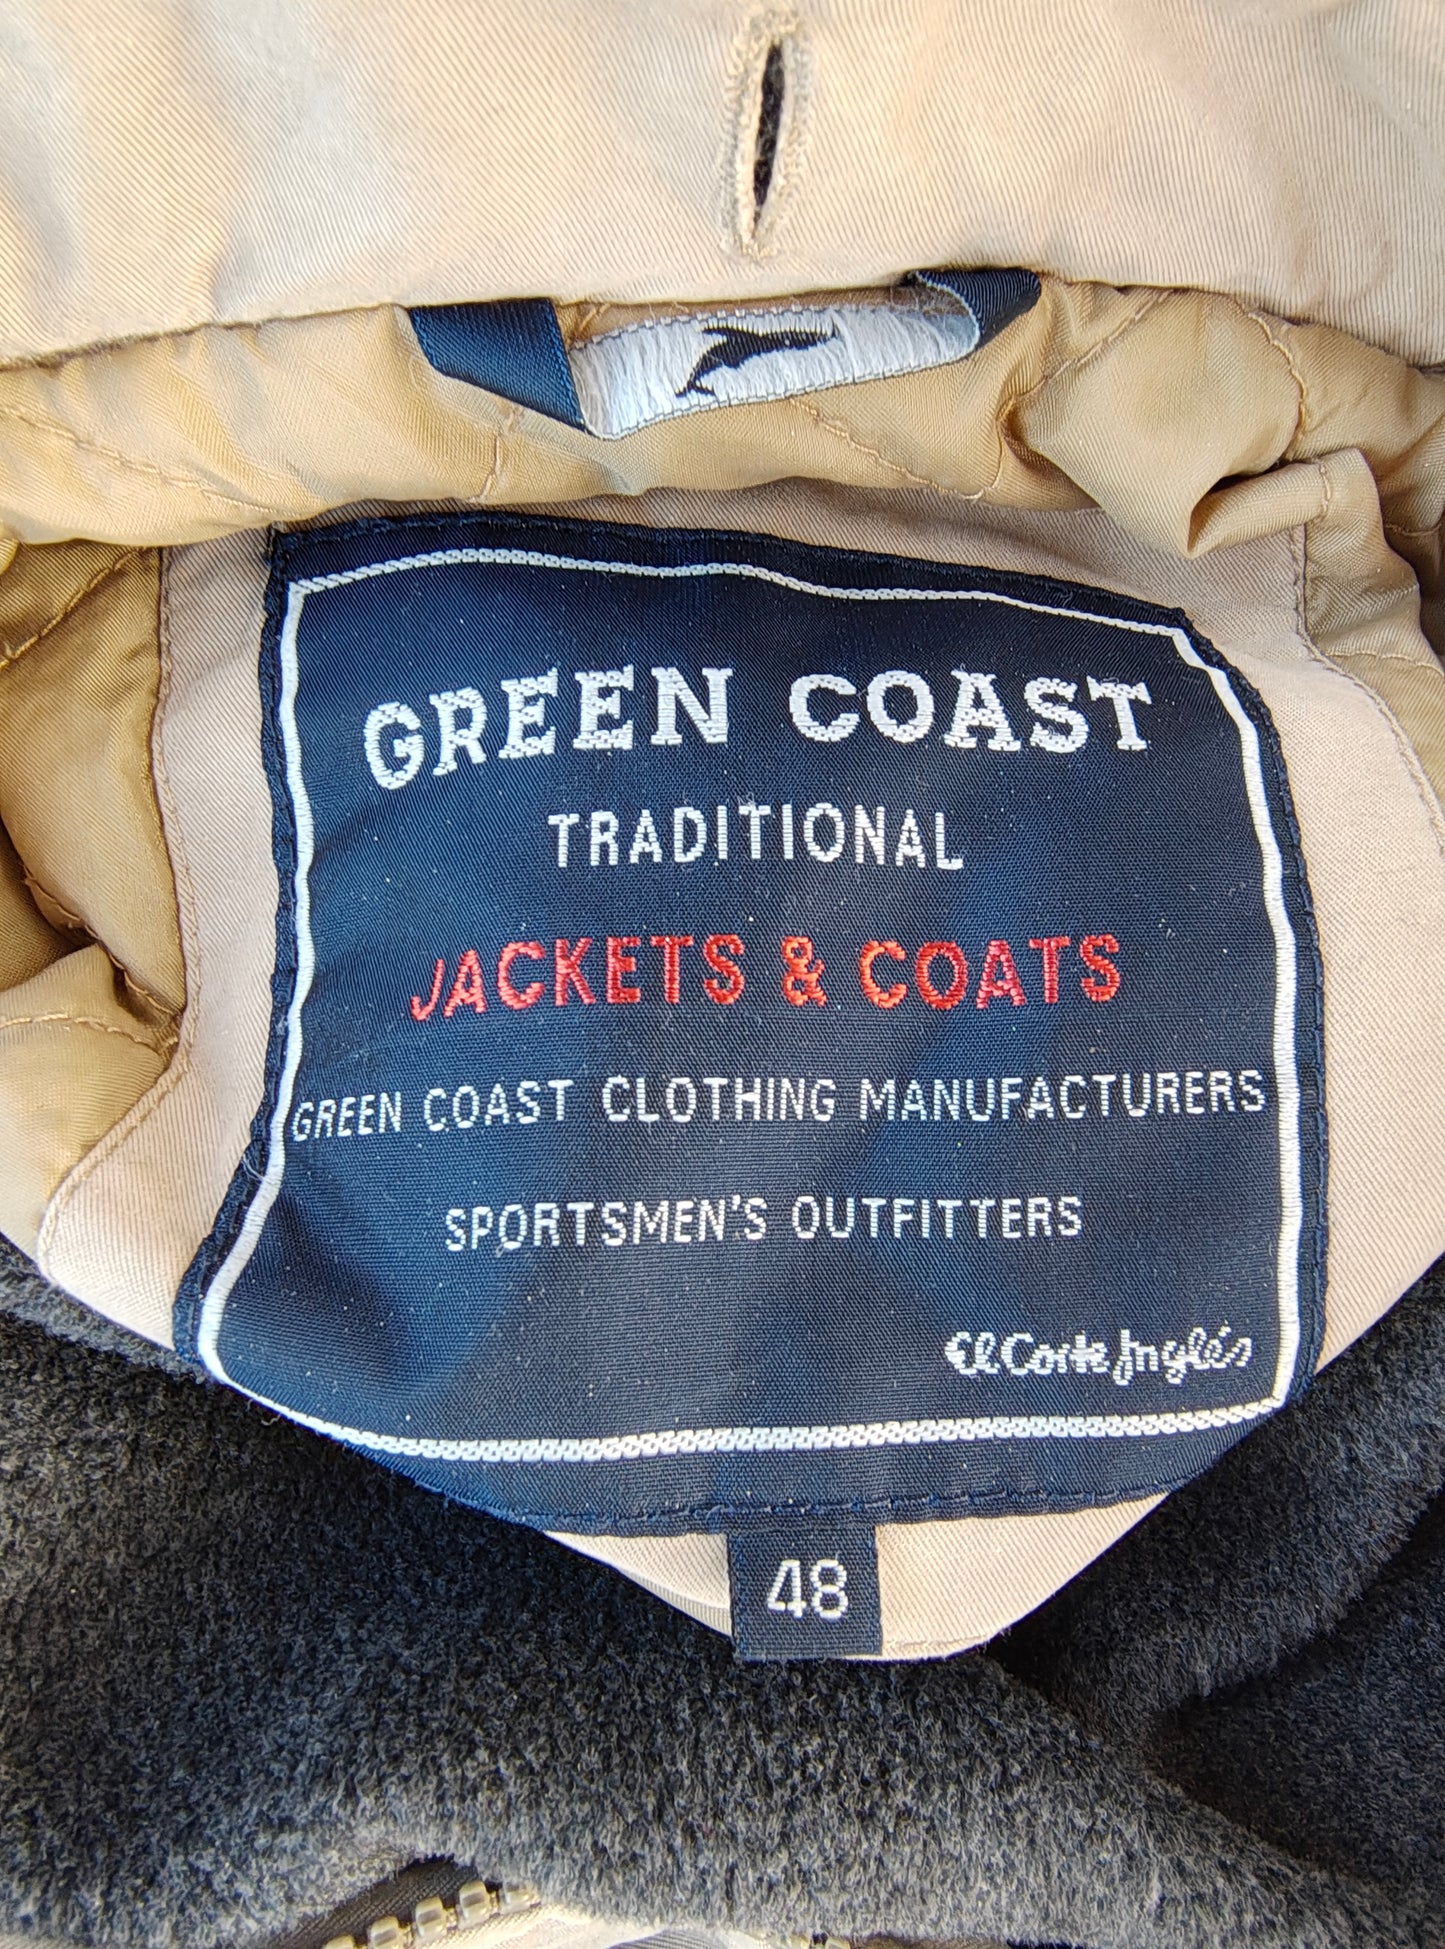 GREEN COAST
TRADITIONAL
JACKETS & COATS
GREEN COAST CLOTHING MANUFACTURERS
SPORTSMEN'S OUTFITTERS
El Corte Inglés
48